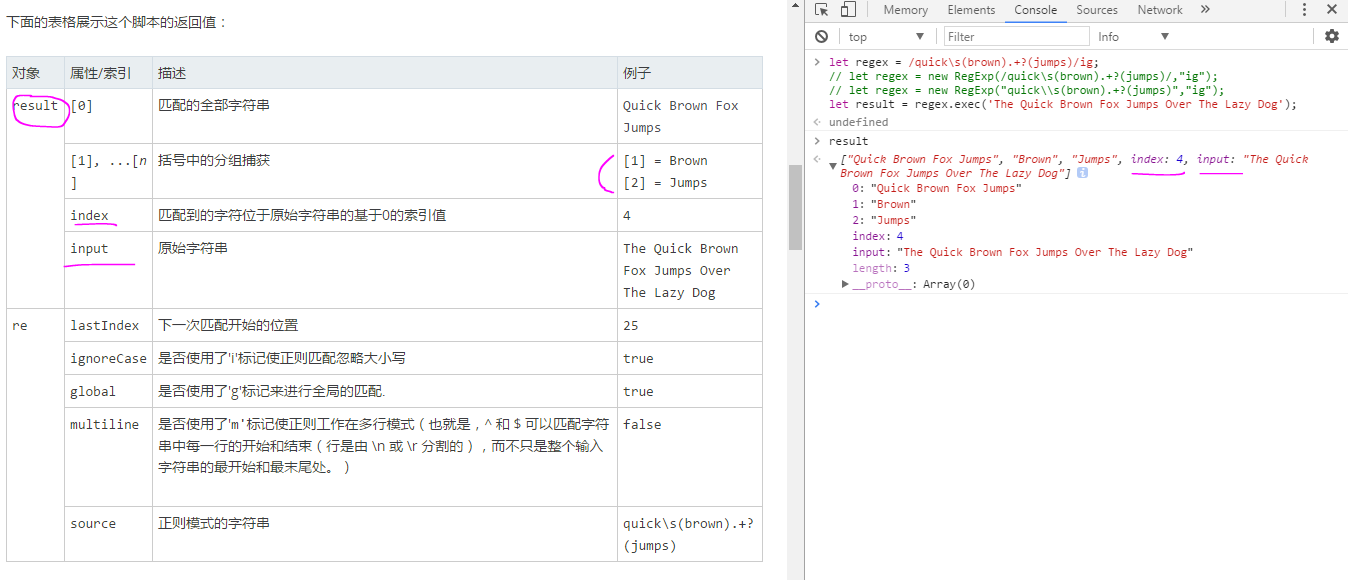 下面的表格展示这个脚本的返回值：
对象 属性/索引 描述 例子
result [0] 匹配的全部字符串 Quick Brown Fox
Jumps
[1], ...[n 括号中的分组捕获 [1] = Brown
] [2] = Jumps
index 匹配到的字符位于原始字符串的基于0的索引值 4
input 原始字符串 The Quick Brown
Fox Jumps Over
The Lazy Dog
re lastIndex 下一次匹配开始的位置 25
ignoreCase 是否使用了'i'标记使正则匹配忽略大小写 true
global 是否使用了'g'标记来进行全局的匹配. true
multiline 是否使用了'm'标记使正则工作在多行模式（也就是，^ 和 $ 可以匹配字符 false
串中每一行的开始和结束（行是由 \n 或 \r 分割的），而不只是整个输入
字符串的最开始和最末尾处。）
source 正则模式的字符串 quick\s(brown).+?
(jumps)
Memory Elements Console Sources Network »
top Filter Info
let regex = /quick\s(brown).+?(jumps)/ig;
// let regex = new RegExp(/quick\s(brown).+?(jumps)/,"ig");
// let regex = new RegExp("quick\\s(brown).+?(jumps)","ig");
let result = regex.exec('The Quick Brown Fox Jumps Over The Lazy Dog');
undefined
result
["Quick Brown Fox Jumps", "Brown", "Jumps", index: 4, input: "The Quick
Brown Fox Jumps Over The Lazy Dog"]
0: "Quick Brown Fox Jumps"
1: "Brown"
2: "Jumps"
index: 4
input: "The Quick Brown Fox Jumps Over The Lazy Dog"
length: 3
__proto__: Array(0)